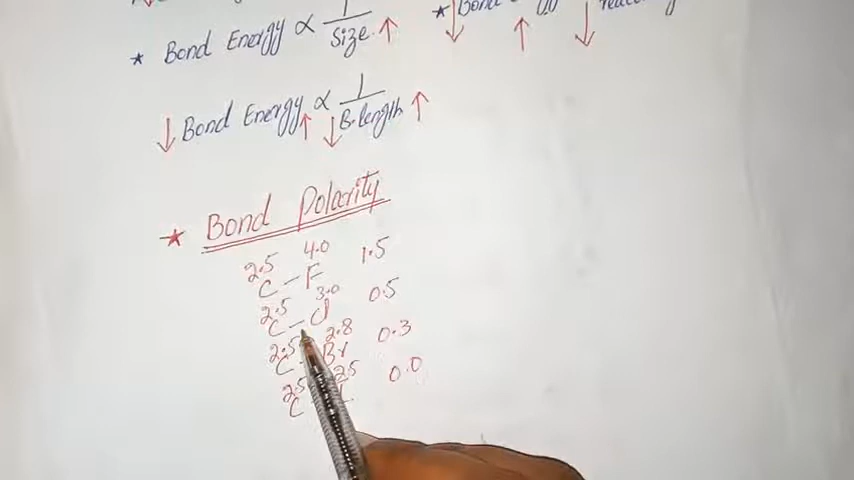 * Bond Energy ∝ 1/Size ↑
* ↓Bond ↑ ↓
↓ Bond Energy ↑ ∝ 1/↓B.length ↑
* Bond Polarity
2.5 4.0 1.5
C – F
2.5 3.0 0.5
C – Cl
2.5 2.8 0.3
C – Br
2.5 2.5 0.0
C